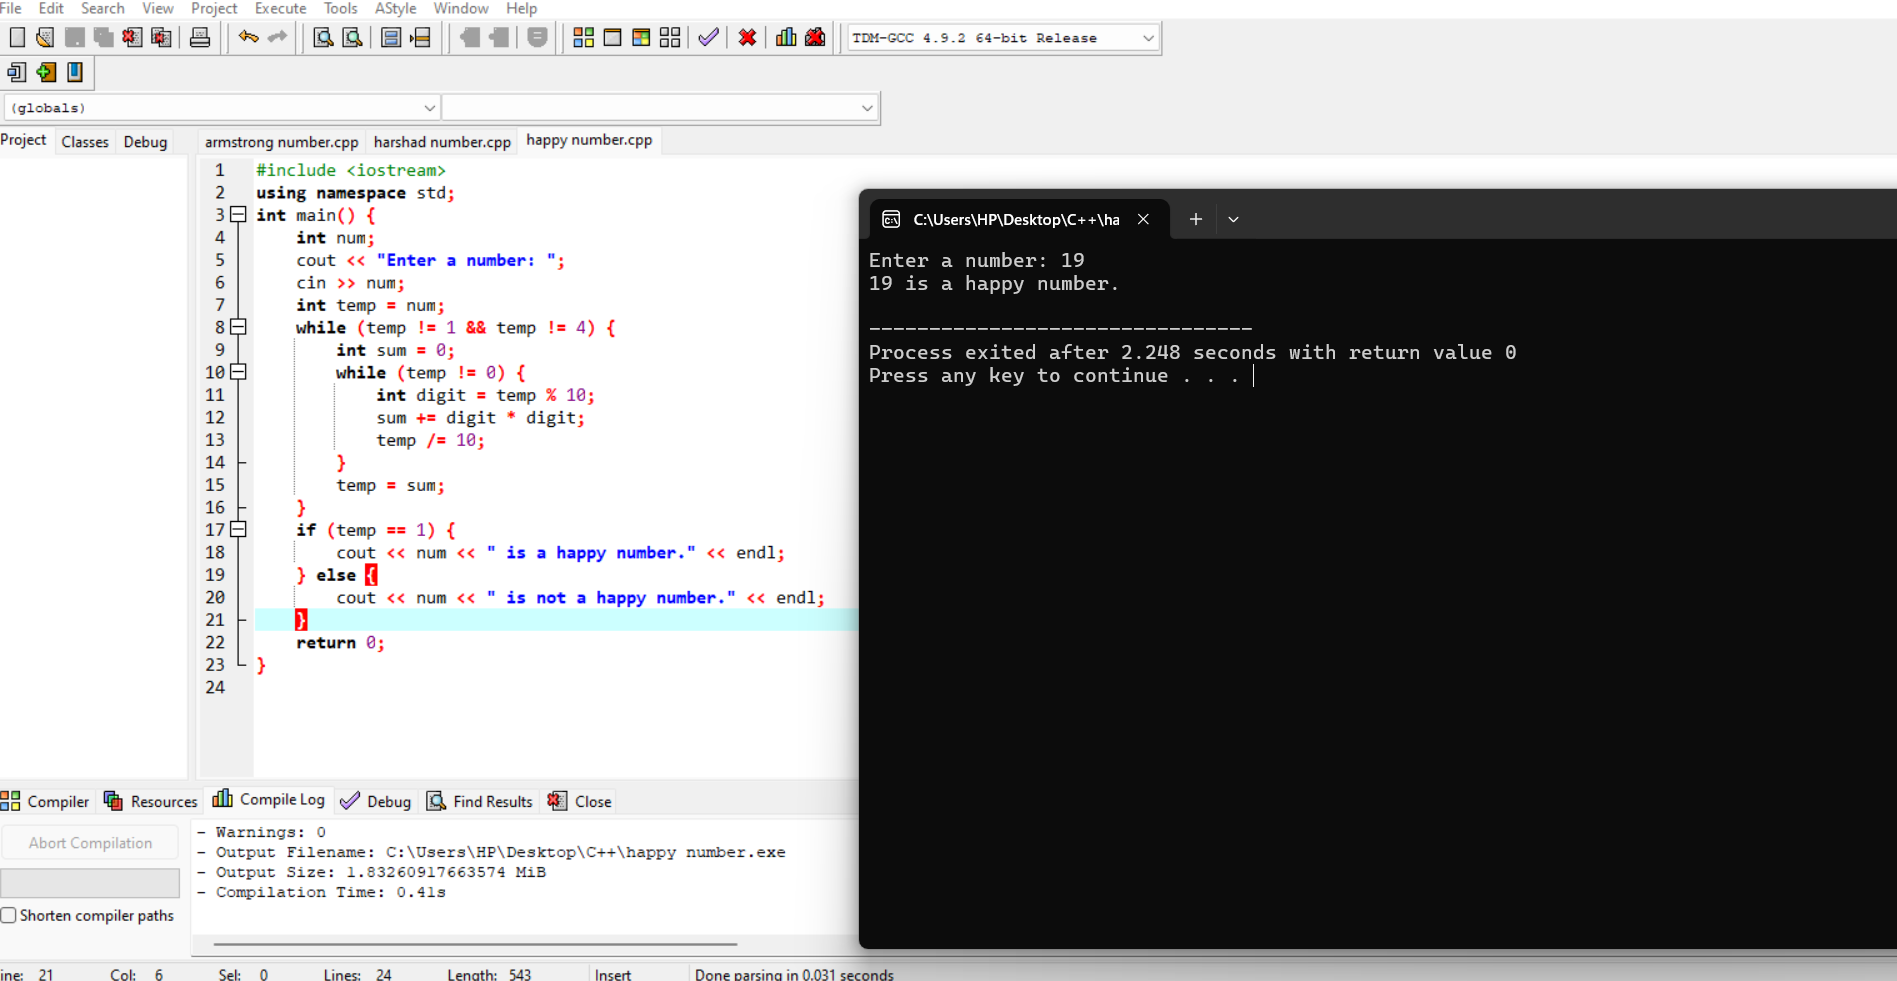 File Edit Search View Project Execute Tools AStyle Window Help
TDM-GCC 4.9.2 64-bit Release
(globals)
Project Classes Debug
armstrong number.cpp harshad number.cpp happy number.cpp
1 #include <iostream>
2 using namespace std;
3 int main() {
4     int num;
5     cout << "Enter a number: ";
6     cin >> num;
7     int temp = num;
8     while (temp != 1 && temp != 4) {
9         int sum = 0;
10         while (temp != 0) {
11             int digit = temp % 10;
12             sum += digit * digit;
13             temp /= 10;
14         }
15         temp = sum;
16     }
17     if (temp == 1) {
18         cout << num << " is a happy number." << endl;
19     } else {
20         cout << num << " is not a happy number." << endl;
21     }
22     return 0;
23 }
24
C:\Users\HP\Desktop\C++\ha
Enter a number: 19
19 is a happy number.
--------------------------------
Process exited after 2.248 seconds with return value 0
Press any key to continue . . .
Compiler Resources Compile Log Debug Find Results Close
Abort Compilation
Shorten compiler paths
- Warnings: 0
- Output Filename: C:\Users\HP\Desktop\C++\happy number.exe
- Output Size: 1.83260917663574 MiB
- Compilation Time: 0.41s
ine: 21 Col: 6 Sel: 0 Lines: 24 Length: 543 Insert Done parsing in 0.031 seconds